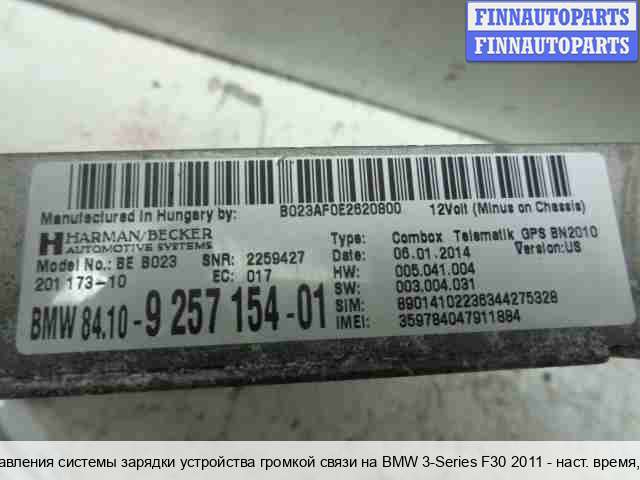 FINNAUTOPARTS
FINNAUTOPARTS
Manufactured In Hungary by: B023AF0E2620800 12Volt (Minus on Chassis)
HARMAN/BECKER
AUTOMOTIVE SYSTEMS
Type: Combox Telematik GPS BN2010
Model No.: BE B023 SNR: 2259427
Date: 06.01.2014 Version:US
201 173-10 EC: 017
HW: 005.041.004
SW: 003.004.031
BMW 84.10-9 257 154-01
SIM: 89014102236344275328
IMEI: 359784047911884
авления системы зарядки устройства громкой связи на BMW 3-Series F30 2011 - наст. время,